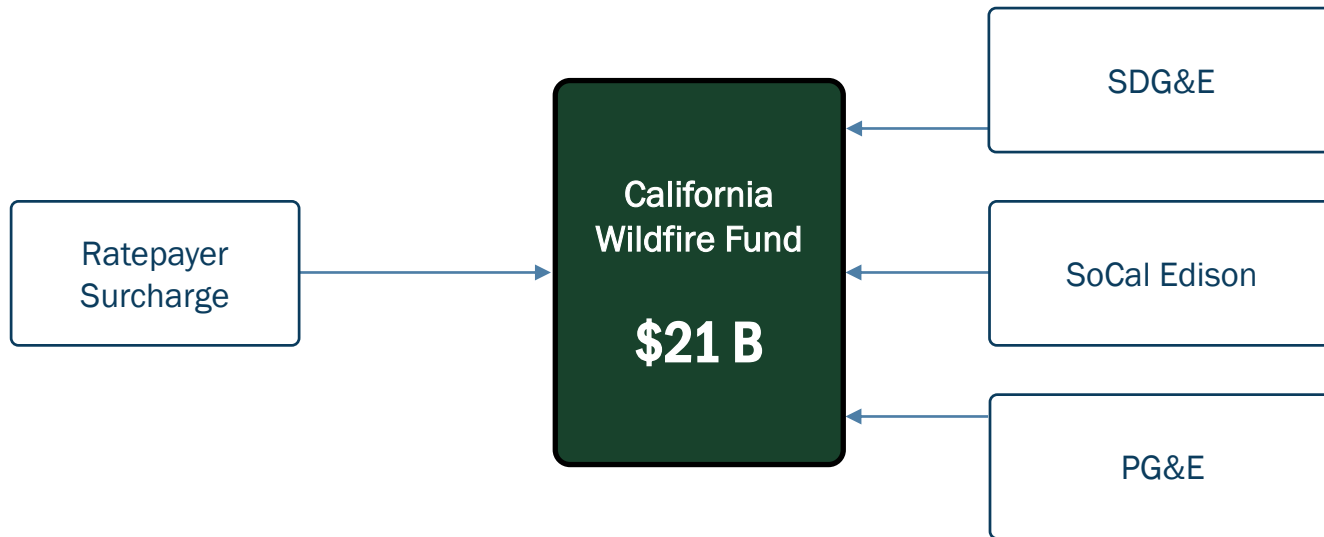 Ratepayer
Surcharge
California
Wildfire Fund
$21 B
SDG&E
SoCal Edison
PG&E